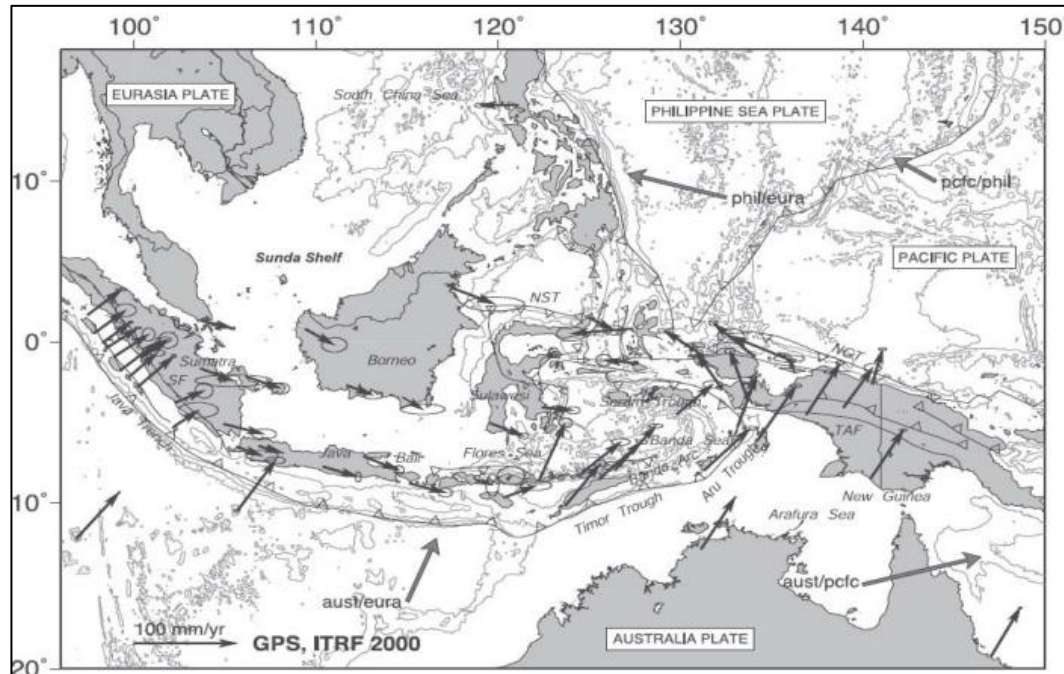 100° 110° 120° 130° 140° 150
EURASIA PLATE
South China Sea
PHILIPPINE SEA PLATE
10°
pcfc/phil
phil/eura
PACIFIC PLATE
Sunda Shelf
NST
0°
Borneo
NGT
Sumatra
SF
Sulawesi
Seram Trough
Java Trench
TAF
Banda Sea
Java
Bali
Flores Sea
Banda Arc
Aru Trough
New Guinea
10°
Timor Trough
Arafura Sea
aust/eura
aust/pcfc
100 mm/yr
GPS, ITRF 2000
AUSTRALIA PLATE
20°